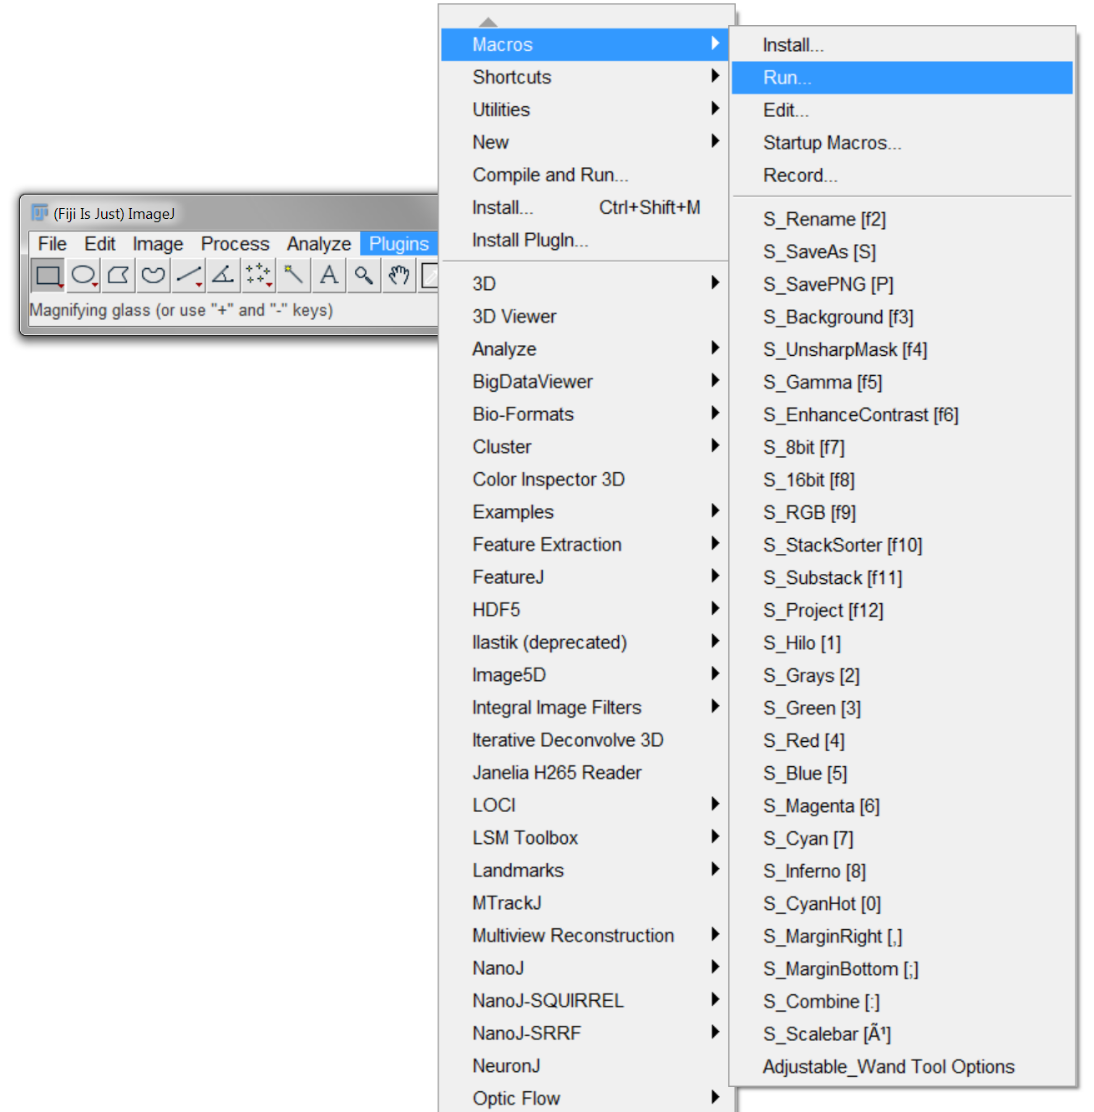 (Fiji Is Just) ImageJ
File Edit Image Process Analyze Plugins
A
Magnifying glass (or use "+" and "-" keys)
Macros
Shortcuts
Utilities
New
Compile and Run...
Install... Ctrl+Shift+M
Install PlugIn...
3D
3D Viewer
Analyze
BigDataViewer
Bio-Formats
Cluster
Color Inspector 3D
Examples
Feature Extraction
FeatureJ
HDF5
Ilastik (deprecated)
Image5D
Integral Image Filters
Iterative Deconvolve 3D
Janelia H265 Reader
LOCI
LSM Toolbox
Landmarks
MTrackJ
Multiview Reconstruction
NanoJ
NanoJ-SQUIRREL
NanoJ-SRRF
NeuronJ
Optic Flow
Install...
Run...
Edit...
Startup Macros...
Record...
S_Rename [f2]
S_SaveAs [S]
S_SavePNG [P]
S_Background [f3]
S_UnsharpMask [f4]
S_Gamma [f5]
S_EnhanceContrast [f6]
S_8bit [f7]
S_16bit [f8]
S_RGB [f9]
S_StackSorter [f10]
S_Substack [f11]
S_Project [f12]
S_Hilo [1]
S_Grays [2]
S_Green [3]
S_Red [4]
S_Blue [5]
S_Magenta [6]
S_Cyan [7]
S_Inferno [8]
S_CyanHot [0]
S_MarginRight [,]
S_MarginBottom [;]
S_Combine [:]
S_Scalebar [Ã¹]
Adjustable_Wand Tool Options